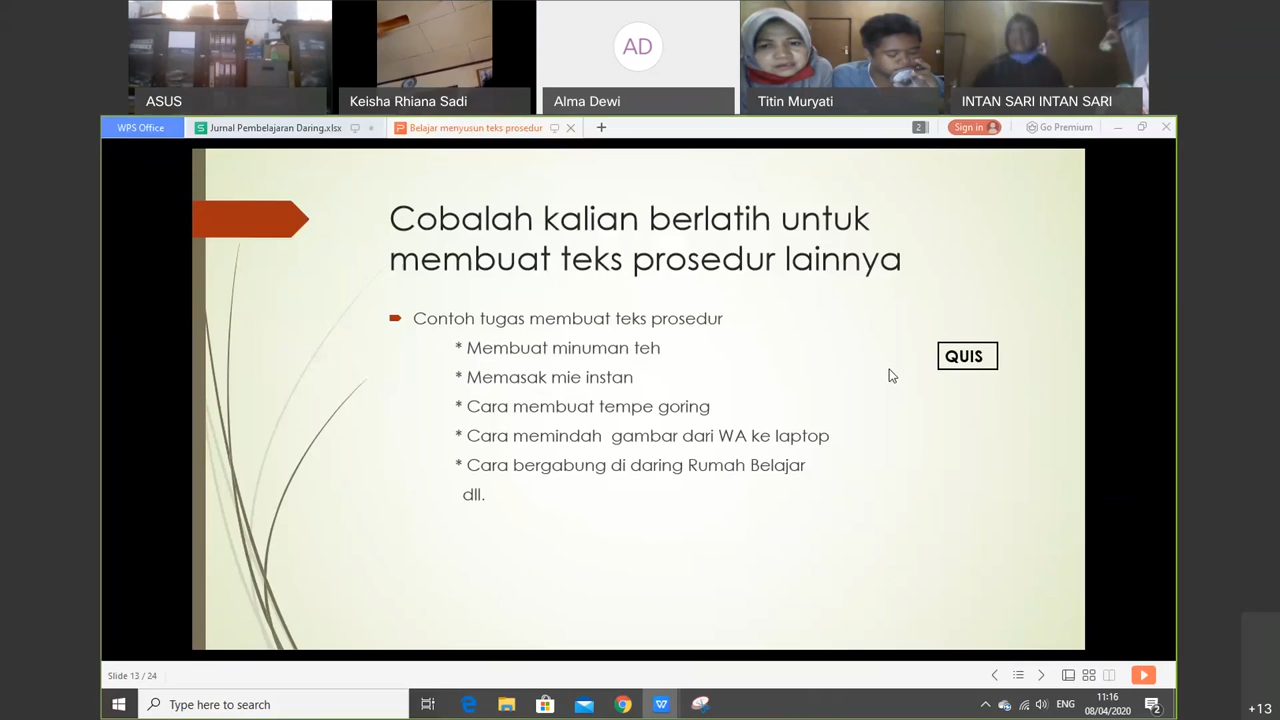 AD
ASUS
Keisha Rhiana Sadi
Alma Dewi
Titin Muryati
INTAN SARI INTAN SARI
WPS Office
Jurnal Pembelajaran Daring.xlsx
Belajar menyusun teks prosedur
2
Sign in
Go Premium
Cobalah kalian berlatih untuk
membuat teks prosedur lainnya
Contoh tugas membuat teks prosedur
* Membuat minuman teh
* Memasak mie instan
* Cara membuat tempe goring
* Cara memindah gambar dari WA ke laptop
* Cara bergabung di daring Rumah Belajar
dll.
QUIS
Slide 13 / 24
Type here to search
ENG
11:16
08/04/2020
2
+13